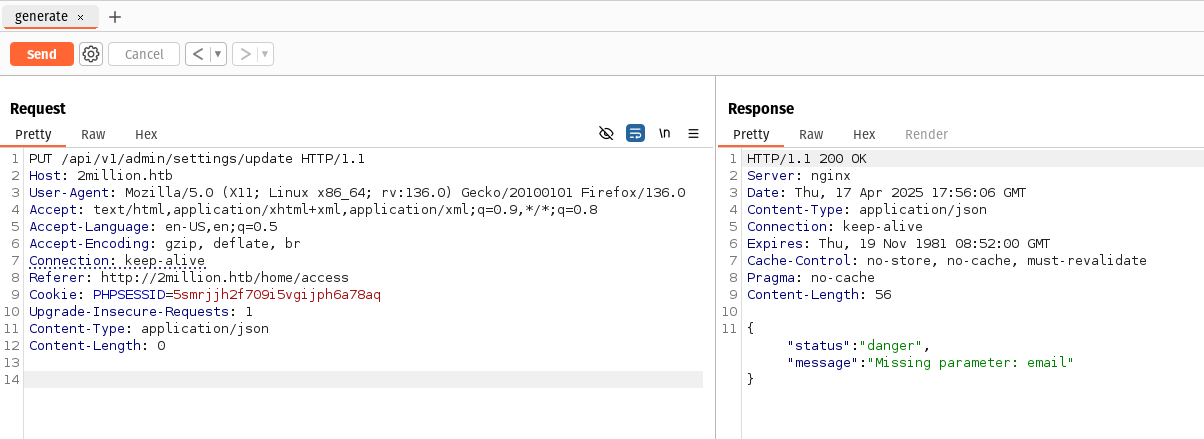 generate × +
Send Cancel < ▼ > ▼
Request
Pretty Raw Hex \n
1 PUT /api/v1/admin/settings/update HTTP/1.1
2 Host: 2million.htb
3 User-Agent: Mozilla/5.0 (X11; Linux x86_64; rv:136.0) Gecko/20100101 Firefox/136.0
4 Accept: text/html,application/xhtml+xml,application/xml;q=0.9,*/*;q=0.8
5 Accept-Language: en-US,en;q=0.5
6 Accept-Encoding: gzip, deflate, br
7 Connection: keep-alive
8 Referer: http://2million.htb/home/access
9 Cookie: PHPSESSID=5smrjjh2f709i5vgijph6a78aq
10 Upgrade-Insecure-Requests: 1
11 Content-Type: application/json
12 Content-Length: 0
13
14
Response
Pretty Raw Hex Render
1 HTTP/1.1 200 OK
2 Server: nginx
3 Date: Thu, 17 Apr 2025 17:56:06 GMT
4 Content-Type: application/json
5 Connection: keep-alive
6 Expires: Thu, 19 Nov 1981 08:52:00 GMT
7 Cache-Control: no-store, no-cache, must-revalidate
8 Pragma: no-cache
9 Content-Length: 56
10
11 {
"status":"danger",
"message":"Missing parameter: email"
}